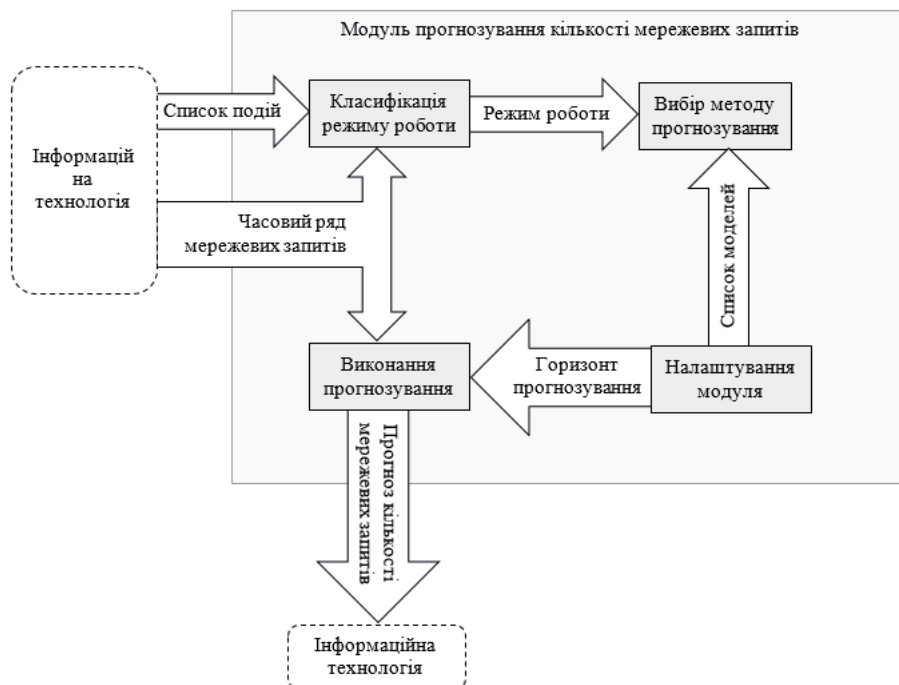 Модуль прогнозування кількості мережевих запитів
Список подій
Класифікація
режиму роботи
Режим роботи
Вибір методу
прогнозування
Інформацій
на
технологія
Часовий ряд
мережевих запитів
Список моделей
Виконання
прогнозування
Горизонт
прогнозування
Налаштування
модуля
Прогноз кількості
мережевих запитів
Інформаційна
технологія